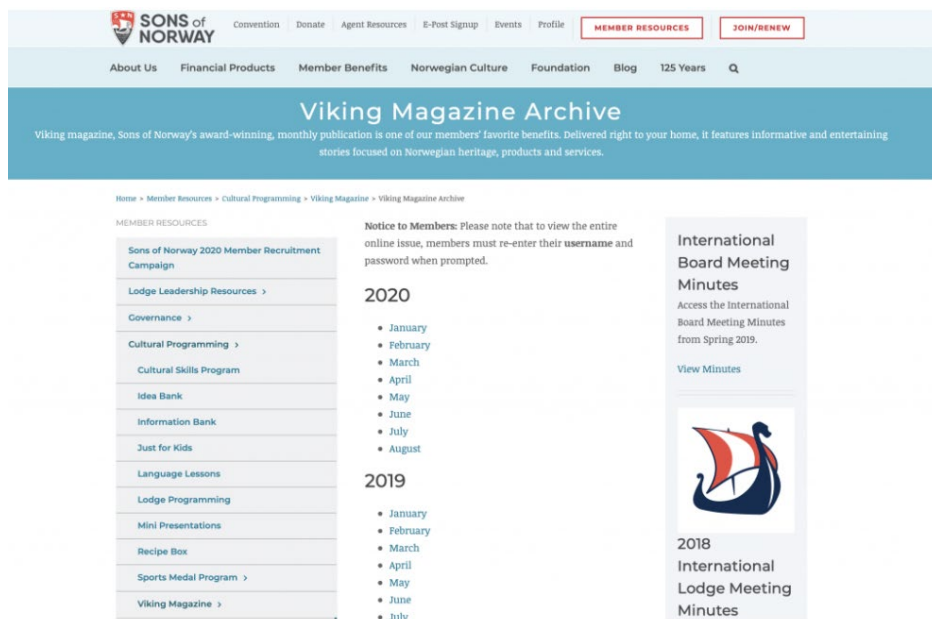 SONS of
NORWAY
Convention Donate Agent Resources E-Post Signup Events Profile MEMBER RESOURCES JOIN/RENEW
About Us Financial Products Member Benefits Norwegian Culture Foundation Blog 125 Years
Viking Magazine Archive
Viking magazine, Sons of Norway's award-winning, monthly publication is one of our members' favorite benefits. Delivered right to your home, it features informative and entertaining
stories focused on Norwegian heritage, products and services.
Home » Member Resources » Cultural Programming » Viking Magazine » Viking Magazine Archive
MEMBER RESOURCES
Sons of Norway 2020 Member Recruitment
Campaign
Lodge Leadership Resources >
Governance >
Cultural Programming >
Cultural Skills Program
Idea Bank
Information Bank
Just for Kids
Language Lessons
Lodge Programming
Mini Presentations
Recipe Box
Sports Medal Program >
Viking Magazine >
Notice to Members: Please note that to view the entire
online issue, members must re-enter their username and
password when prompted.
2020
January
February
March
April
May
June
July
August
2019
January
February
March
April
May
June
July
International
Board Meeting
Minutes
Access the International
Board Meeting Minutes
from Spring 2019.
View Minutes
2018
International
Lodge Meeting
Minutes